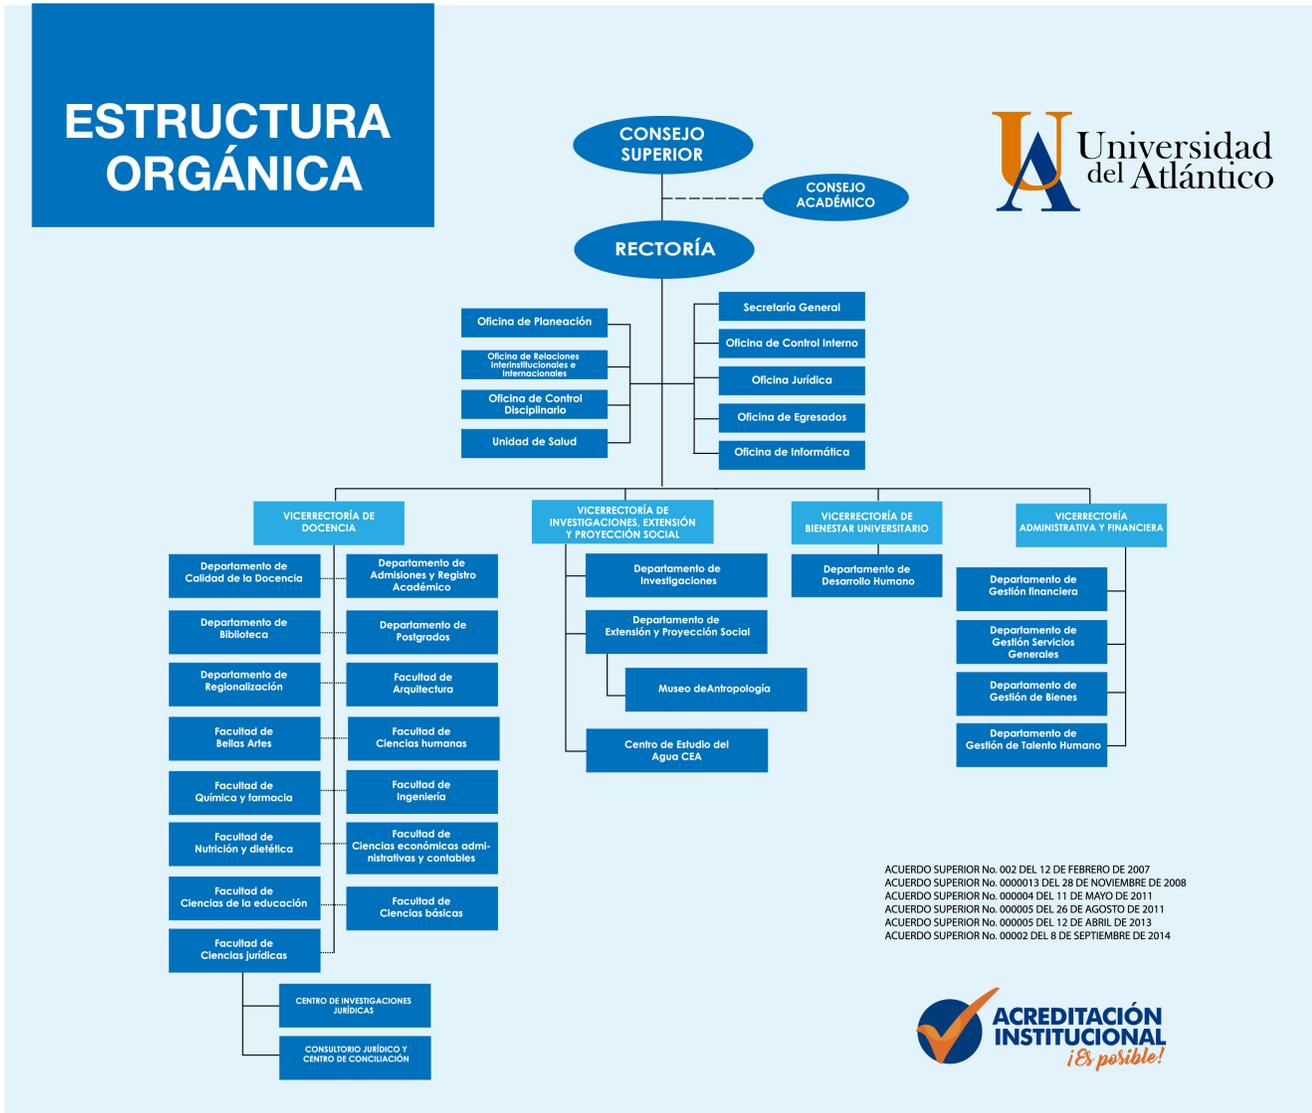 ESTRUCTURA
ORGÁNICA
CONSEJO
SUPERIOR
CONSEJO
ACADÉMICO
Universidad
del Atlántico
RECTORÍA
Oficina de Planeación
Oficina de Relaciones
Interinstitucionales e
Internacionales
Oficina de Control
Disciplinario
Unidad de Salud
Secretaría General
Oficina de Control Interno
Oficina Jurídica
Oficina de Egresados
Oficina de Informática
VICERRECTORÍA DE
DOCENCIA
Departamento de
Calidad de la Docencia
Departamento de
Admisiones y Registro
Académico
Departamento de
Biblioteca
Departamento de
Postgrados
Departamento de
Regionalización
Facultad de
Arquitectura
Facultad de
Bellas Artes
Facultad de
Ciencias humanas
Facultad de
Química y farmacia
Facultad de
Ingeniería
Facultad de
Nutrición y dietética
Facultad de
Ciencias económicas admi-
nistrativas y contables
Facultad de
Ciencias de la educación
Facultad de
Ciencias básicas
Facultad de
Ciencias jurídicas
CENTRO DE INVESTIGACIONES
JURÍDICAS
CONSULTORIO JURÍDICO Y
CENTRO DE CONCILIACIÓN
VICERRECTORÍA DE
INVESTIGACIONES, EXTENSIÓN
Y PROYECCIÓN SOCIAL
Departamento de
Investigaciones
Departamento de
Extensión y Proyección Social
Museo deAntropología
Centro de Estudio del
Agua CEA
VICERRECTORÍA DE
BIENESTAR UNIVERSITARIO
Departamento de
Desarrollo Humano
VICERRECTORÍA
ADMINISTRATIVA Y FINANCIERA
Departamento de
Gestión financiera
Departamento de
Gestión Servicios
Generales
Departamento de
Gestión de Bienes
Departamento de
Gestión de Talento Humano
ACUERDO SUPERIOR No. 002 DEL 12 DE FEBRERO DE 2007
ACUERDO SUPERIOR No. 0000013 DEL 28 DE NOVIEMBRE DE 2008
ACUERDO SUPERIOR No. 000004 DEL 11 DE MAYO DE 2011
ACUERDO SUPERIOR No. 000005 DEL 26 DE AGOSTO DE 2011
ACUERDO SUPERIOR No. 000005 DEL 12 DE ABRIL DE 2013
ACUERDO SUPERIOR No. 00002 DEL 8 DE SEPTIEMBRE DE 2014
ACREDITACIÓN
INSTITUCIONAL
¡Es posible!